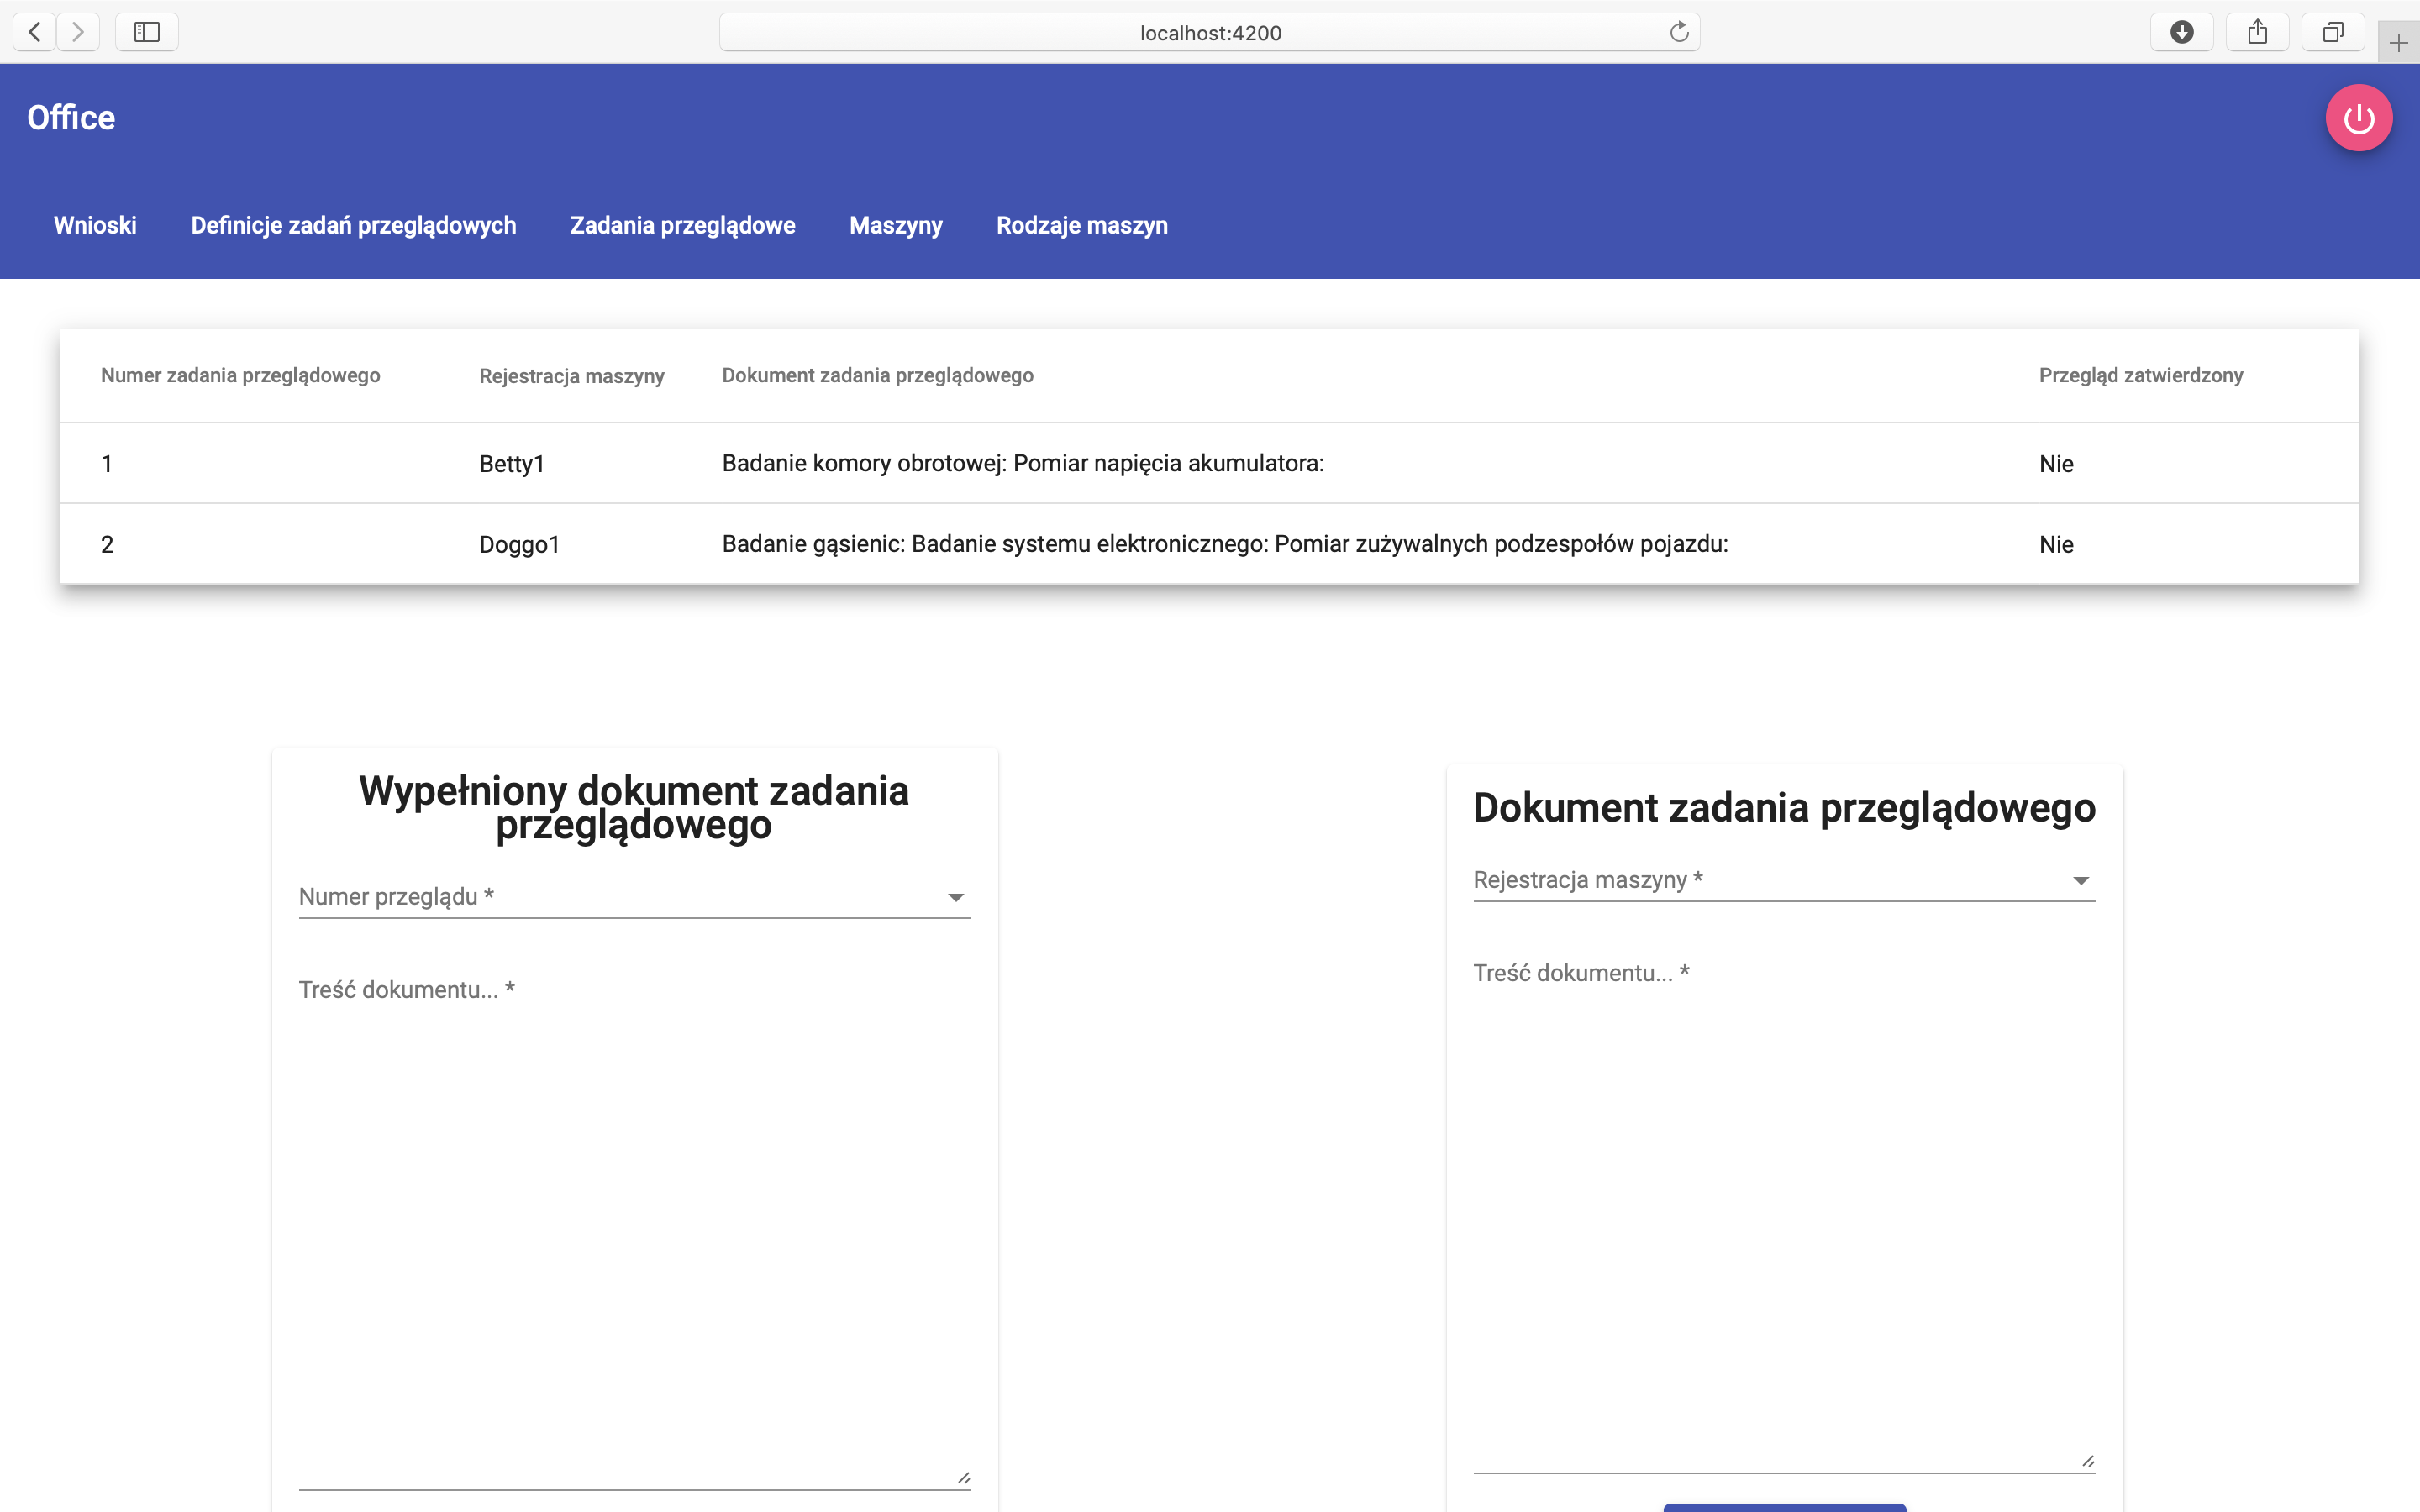 localhost:4200
Office
Wnioski Definicje zadań przeglądowych Zadania przeglądowe Maszyny Rodzaje maszyn
Numer zadania przeglądowego Rejestracja maszyny Dokument zadania przeglądowego Przegląd zatwierdzony
1 Betty1 Badanie komory obrotowej: Pomiar napięcia akumulatora: Nie
2 Doggo1 Badanie gąsienic: Badanie systemu elektronicznego: Pomiar zużywalnych podzespołów pojazdu: Nie
Wypełniony dokument zadania
przeglądowego
Numer przeglądu *
Treść dokumentu... *
Dokument zadania przeglądowego
Rejestracja maszyny *
Treść dokumentu... *